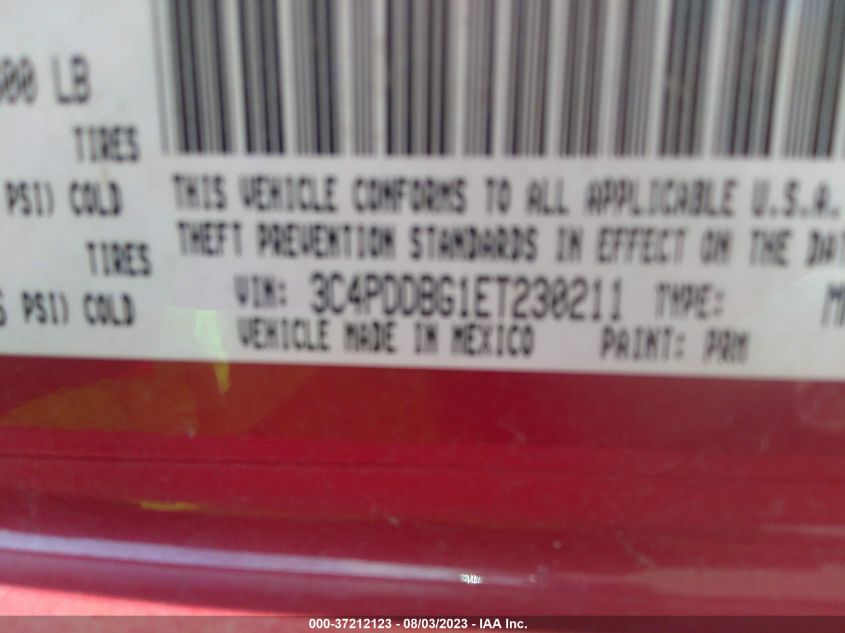 00 LB
TIRES
PSI) COLD
TIRES
PSI) COLD
THIS VEHICLE CONFORMS TO ALL APPLICABLE U.S.A.
THEFT PREVENTION STANDARDS IN EFFECT ON THE DAT
VIN: 3C4PDDBG1ET230211 TYPE: M
VEHICLE MADE IN MEXICO PAINT: PRM
000-37212123 - 08/03/2023 - IAA Inc.